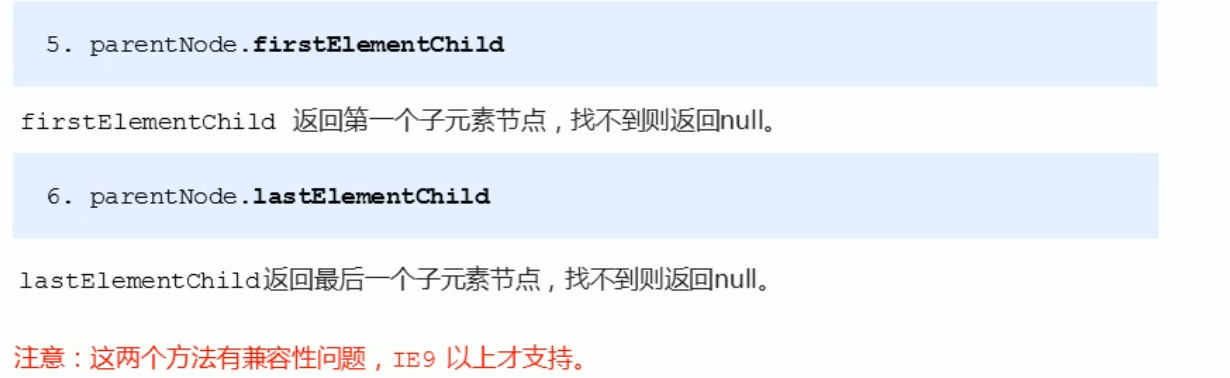 5. parentNode.firstElementChild
firstElementChild 返回第一个子元素节点，找不到则返回null。
6. parentNode.lastElementChild
lastElementChild返回最后一个子元素节点，找不到则返回null。
注意：这两个方法有兼容性问题，IE9 以上才支持。